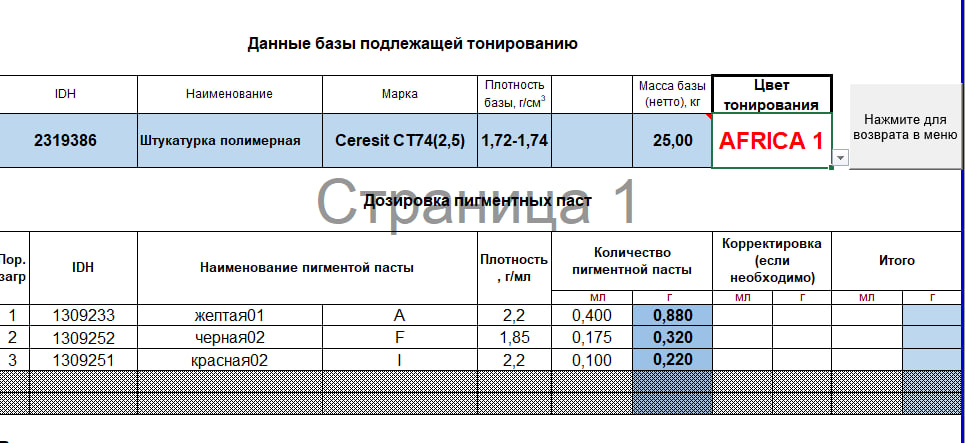 Данные базы подлежащей тонированию
IDH Наименование Марка Плотность базы, г/см³ Масса базы (нетто), кг Цвет тонирования
2319386 Штукатурка полимерная Ceresit CT74(2,5) 1,72-1,74 25,00 AFRICA 1
Нажмите для возврата в меню
Страница 1
Дозировка пигментных паст
Пор. загр IDH Наименование пигментой пасты Плотность , г/мл Количество пигментной пасты Корректировка (если необходимо) Итого
мл г мл г мл г
1 1309233 желтая01 A 2,2 0,400 0,880
2 1309252 черная02 F 1,85 0,175 0,320
3 1309251 красная02 I 2,2 0,100 0,220